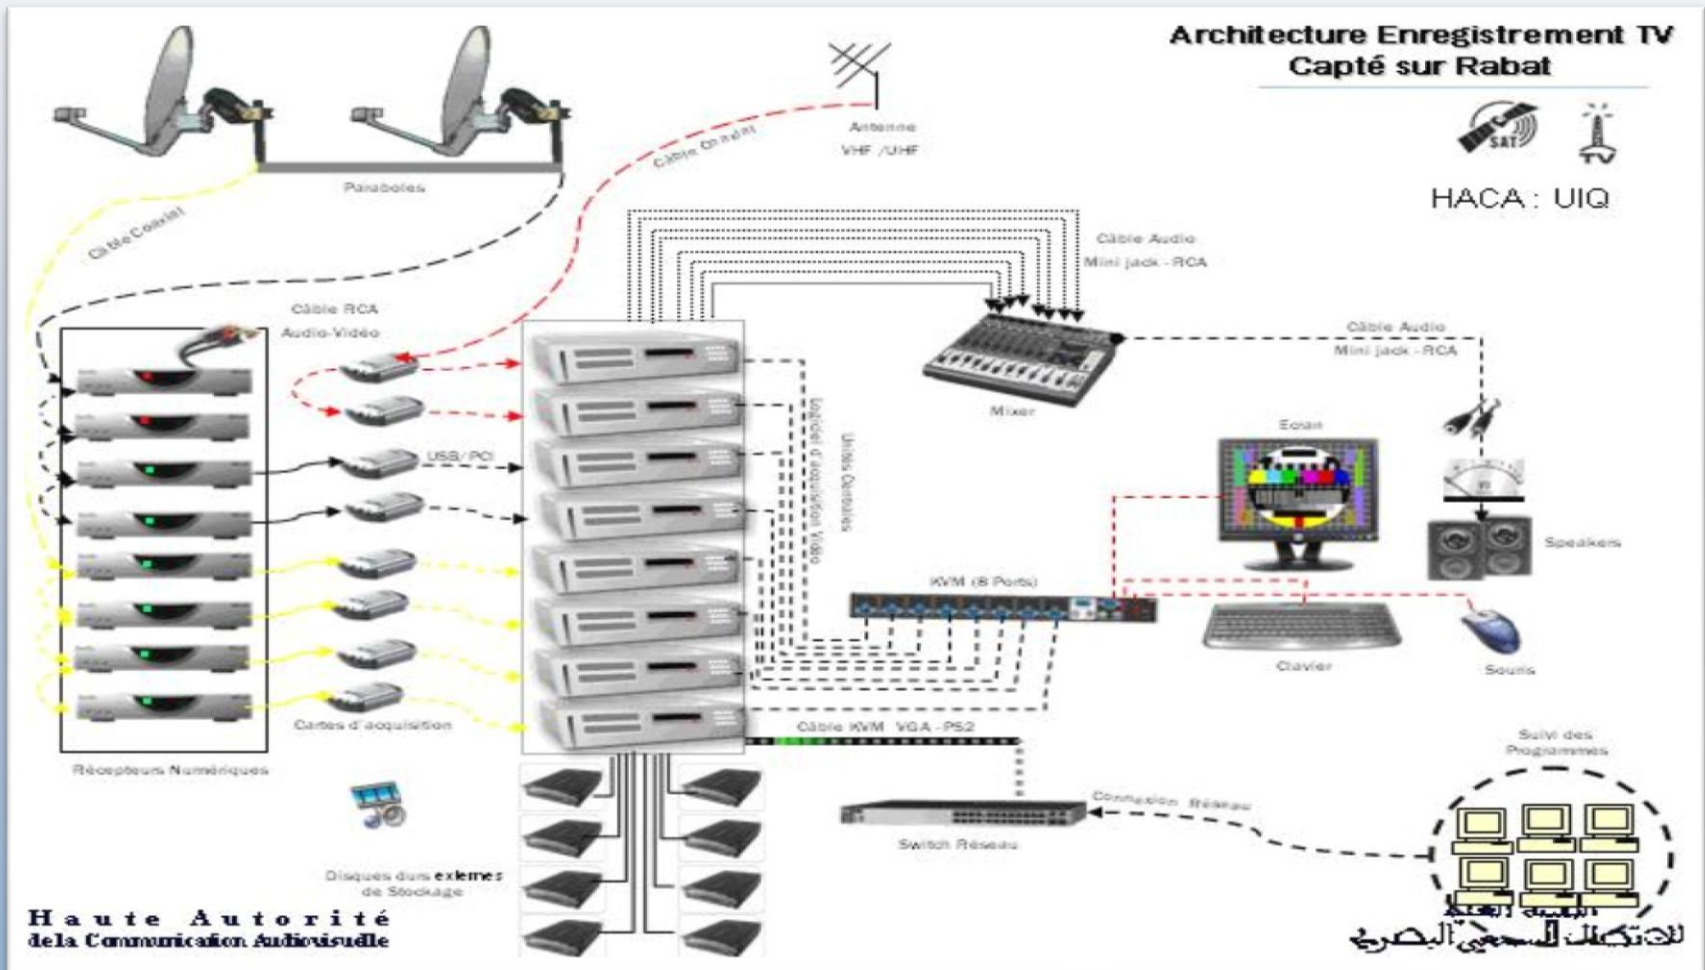 Architecture Enregistrement TV
Capté sur Rabat
SAT
TV
HACA : UIQ
Antenne
VHF /UHF
Câble Coaxial
Paraboles
Câble Coaxial
Câble Audio
Mini jack - RCA
Câble RCA
Audio-Vidéo
Câble Audio
Mini jack - RCA
Mixer
Ecran
USB/PCI
Logiciel d'acquisition Vidéo
Unités Centrales
Speakers
KVM (8 Ports)
Clavier
Souris
Cartes d'acquisition
Câble KVM VGA - PS2
Récepteurs Numériques
Suivi des
Programmes
Connexion Réseau
Switch Réseau
Disques durs externes
de Stockage
Haute Autorité
de la Communication Audiovisuelle